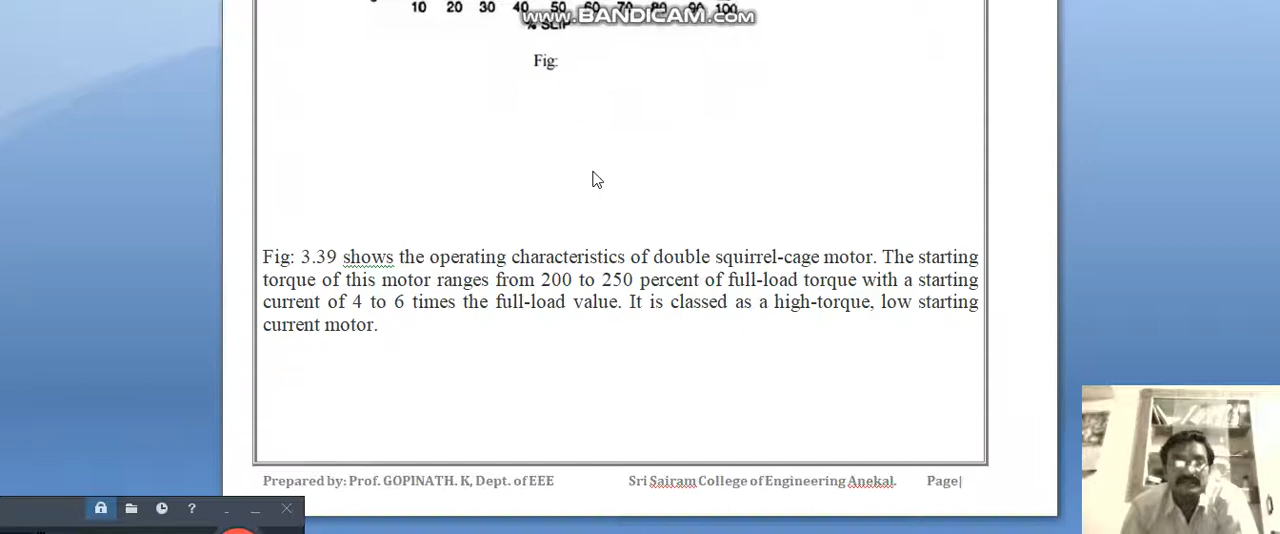 10 20 30 40 50 60 70 80 90 100
www.BANDICAM.com
% SLIP
Fig:
Fig: 3.39 shows the operating characteristics of double squirrel-cage motor. The starting
torque of this motor ranges from 200 to 250 percent of full-load torque with a starting
current of 4 to 6 times the full-load value. It is classed as a high-torque, low starting
current motor.
Prepared by: Prof. GOPINATH. K, Dept. of EEE Sri Sairam College of Engineering Anekal. Page|